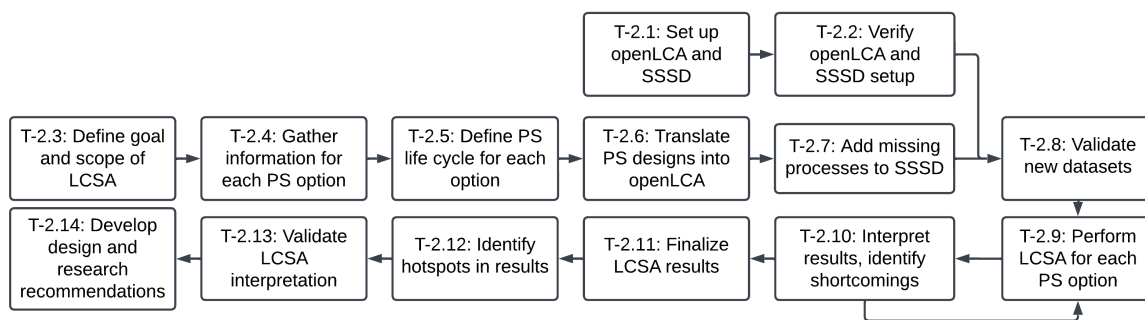 T-2.1: Set up
openLCA and
SSSD
T-2.2: Verify
openLCA and
SSSD setup
T-2.3: Define goal
and scope of
LCSA
T-2.4: Gather
information for
each PS option
T-2.5: Define PS
life cycle for each
option
T-2.6: Translate
PS designs into
openLCA
T-2.7: Add missing
processes to SSSD
T-2.8: Validate
new datasets
T-2.9: Perform
LCSA for each
PS option
T-2.10: Interpret
results, identify
shortcomings
T-2.11: Finalize
LCSA results
T-2.12: Identify
hotspots in results
T-2.13: Validate
LCSA
interpretation
T-2.14: Develop
design and
research
recommendations